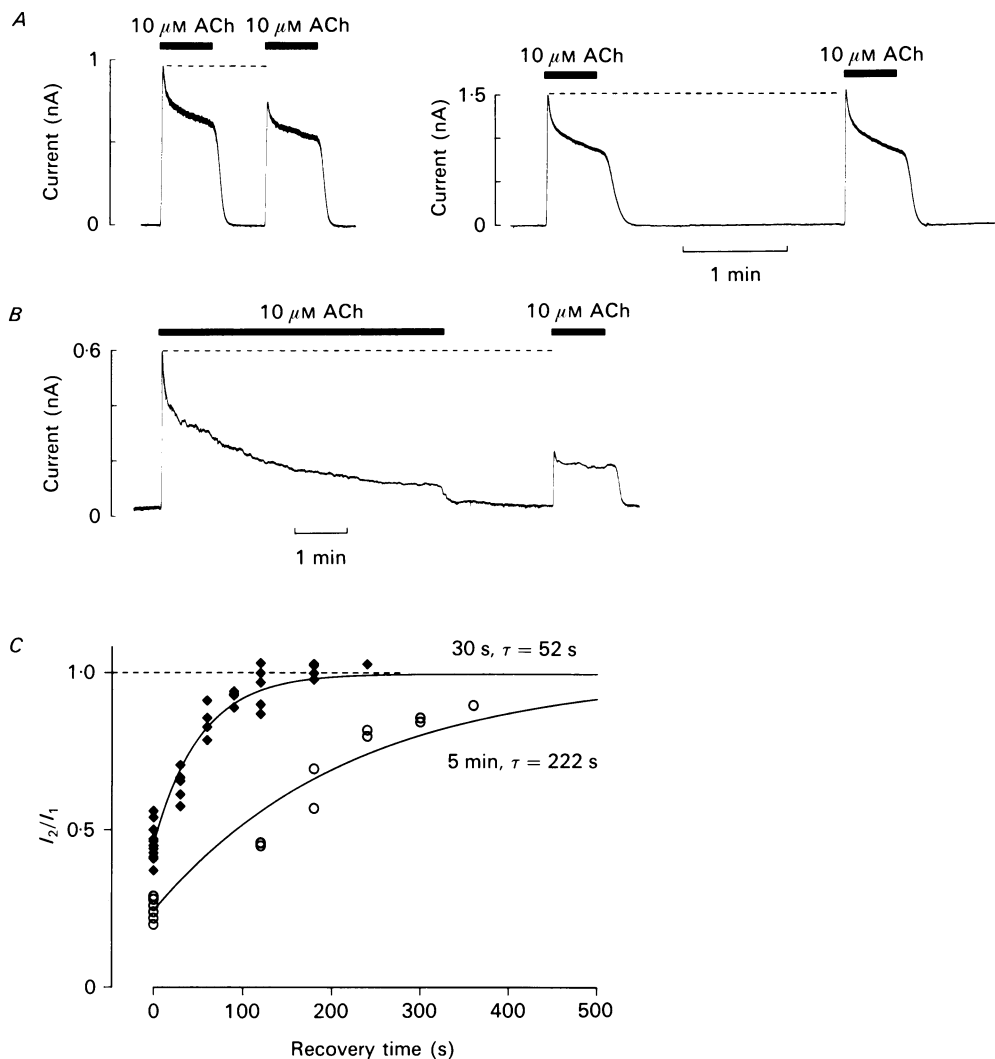 A
10 μM ACh 10 μM ACh
1
Current (nA)
0
10 μM ACh
10 μM ACh
1·5
Current (nA)
0
1 min
B
10 μM ACh
10 μM ACh
0·6
Current (nA)
0
1 min
C
1·0
0·5
0
I₂/I₁
30 s, τ = 52 s
5 min, τ = 222 s
0 100 200 300 400 500
Recovery time (s)